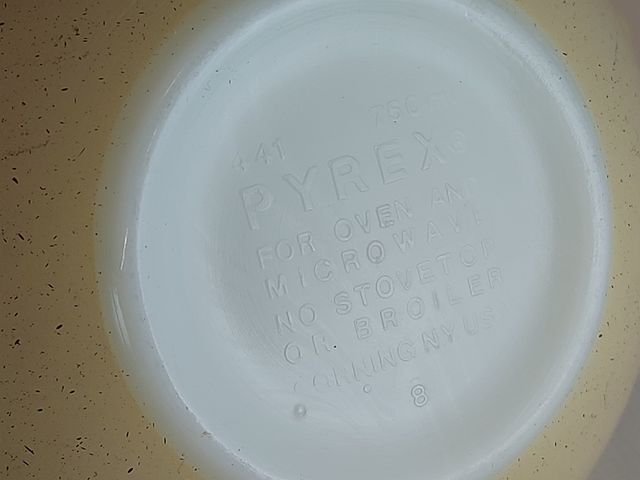 441 750 ML
PYREX®
FOR OVEN AND
MICROWAVE
NO STOVETOP
OR BROILER
CORNING NY USA
8